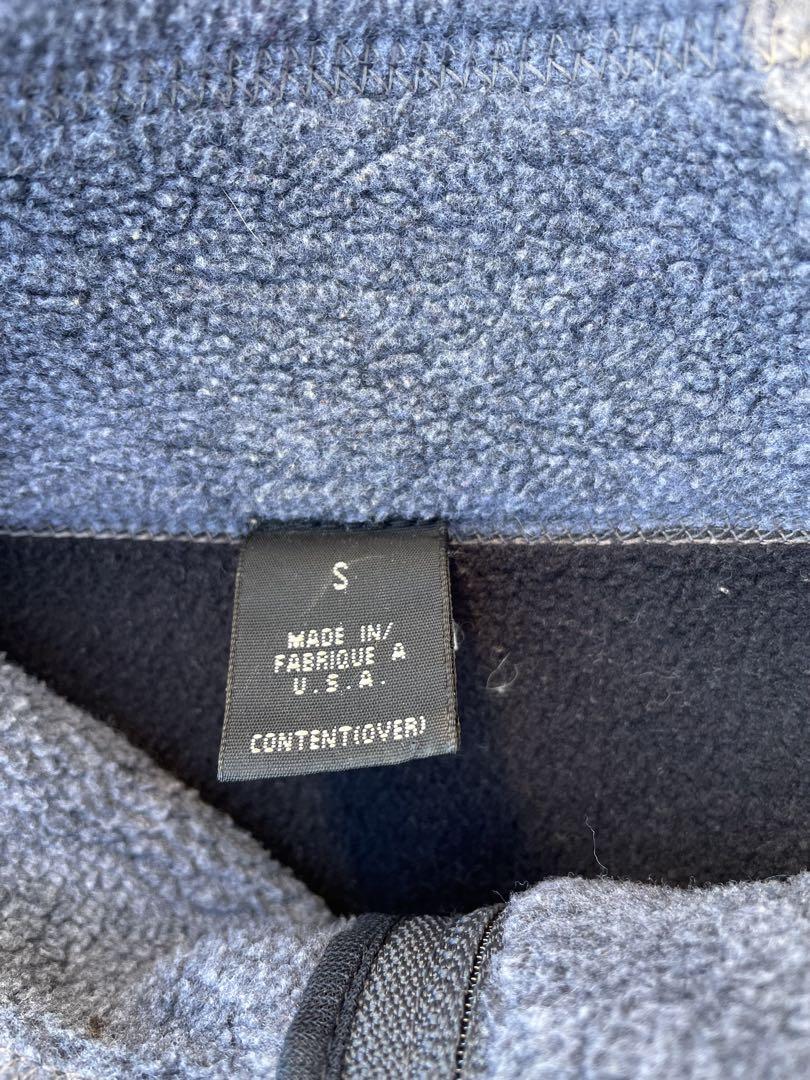 S
MADE IN/
FABRIQUE A
U.S.A.
CONTENT(OVER)